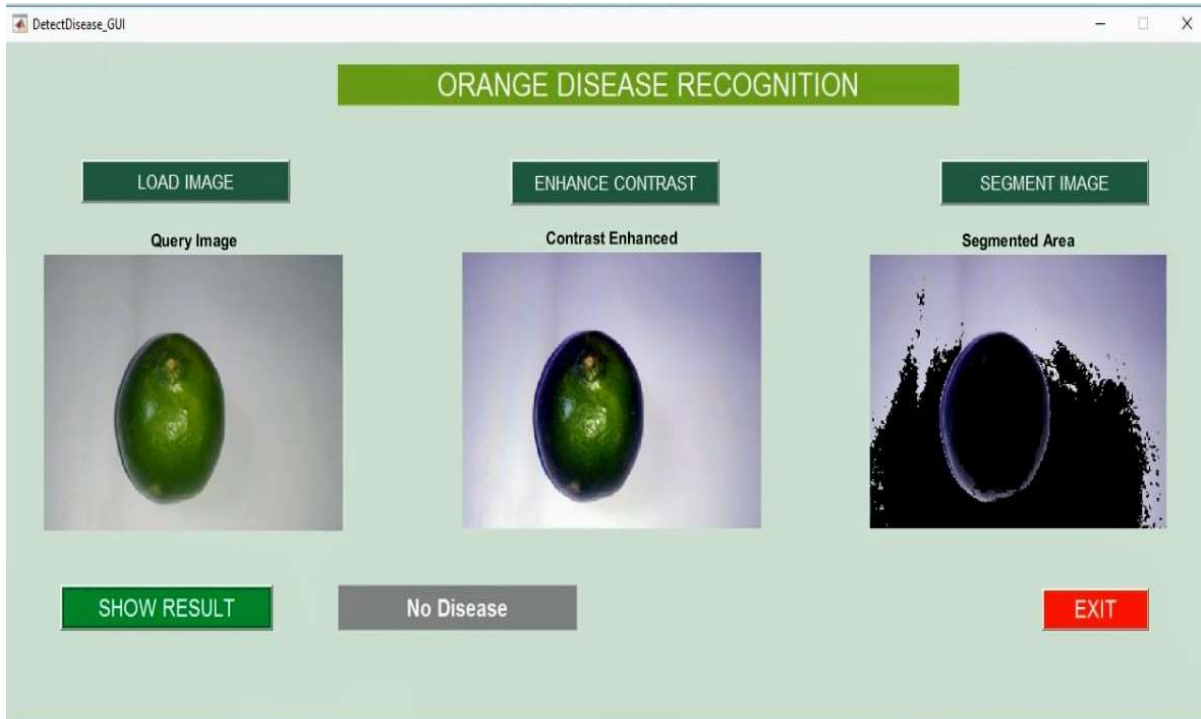 DetectDisease_GUI
ORANGE DISEASE RECOGNITION
LOAD IMAGE
ENHANCE CONTRAST
SEGMENT IMAGE
Query Image
Contrast Enhanced
Segmented Area
SHOW RESULT
No Disease
EXIT